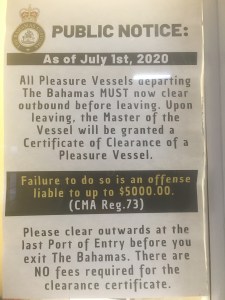 PUBLIC NOTICE:
As of July 1st, 2020
All Pleasure Vessels departing
The Bahamas MUST now clear
outbound before leaving. Upon
leaving, the Master of the
Vessel will be granted a
Certificate of Clearance of a
Pleasure Vessel.
Failure to do so is an offense
liable to up to $5000.00.
(CMA Reg.73)
Please clear outwards at the
last Port of Entry before you
exit The Bahamas. There are
NO fees required for the
clearance certificate.